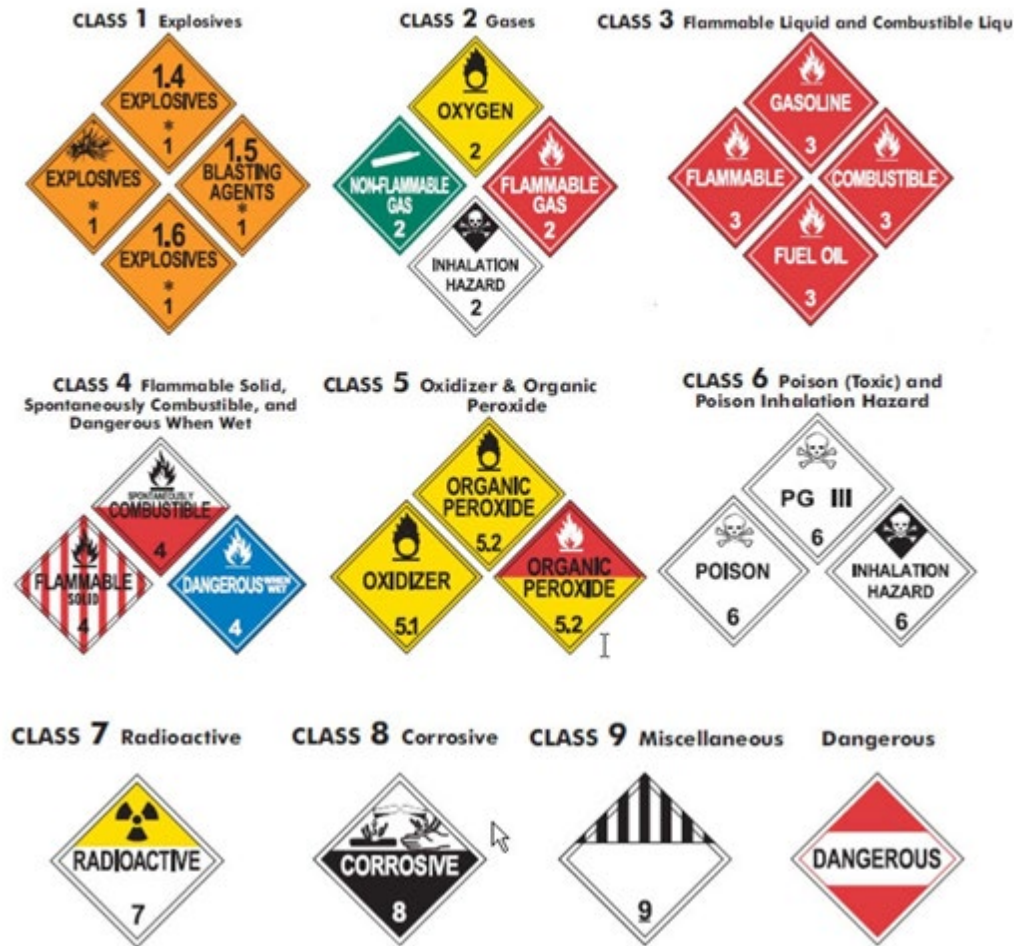 CLASS 1 Explosives
1.4
EXPLOSIVES
*
1
EXPLOSIVES
*
1
1.5
BLASTING
AGENTS
*
1
1.6
EXPLOSIVES
*
1
CLASS 2 Gases
OXYGEN
2
NON-FLAMMABLE
GAS
2
FLAMMABLE
GAS
2
INHALATION
HAZARD
2
CLASS 3 Flammable Liquid and Combustible Liqu
GASOLINE
3
FLAMMABLE
3
COMBUSTIBLE
3
FUEL OIL
3
CLASS 4 Flammable Solid,
Spontaneously Combustible, and
Dangerous When Wet
SPONTANEOUSLY
COMBUSTIBLE
4
FLAMMABLE
SOLID
4
DANGEROUS WHEN WET
4
CLASS 5 Oxidizer & Organic
Peroxide
ORGANIC
PEROXIDE
5.2
OXIDIZER
5.1
ORGANIC
PEROXIDE
5.2
CLASS 6 Poison (Toxic) and
Poison Inhalation Hazard
PG III
6
POISON
6
INHALATION
HAZARD
6
CLASS 7 Radioactive
RADIOACTIVE
7
CLASS 8 Corrosive
CORROSIVE
8
CLASS 9 Miscellaneous
9
Dangerous
DANGEROUS